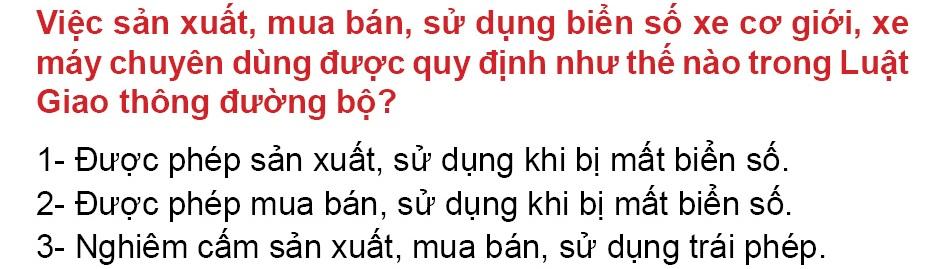 Việc sản xuất, mua bán, sử dụng biển số xe cơ giới, xe
máy chuyên dùng được quy định như thế nào trong Luật
Giao thông đường bộ?
1- Được phép sản xuất, sử dụng khi bị mất biển số.
2- Được phép mua bán, sử dụng khi bị mất biển số.
3- Nghiêm cấm sản xuất, mua bán, sử dụng trái phép.